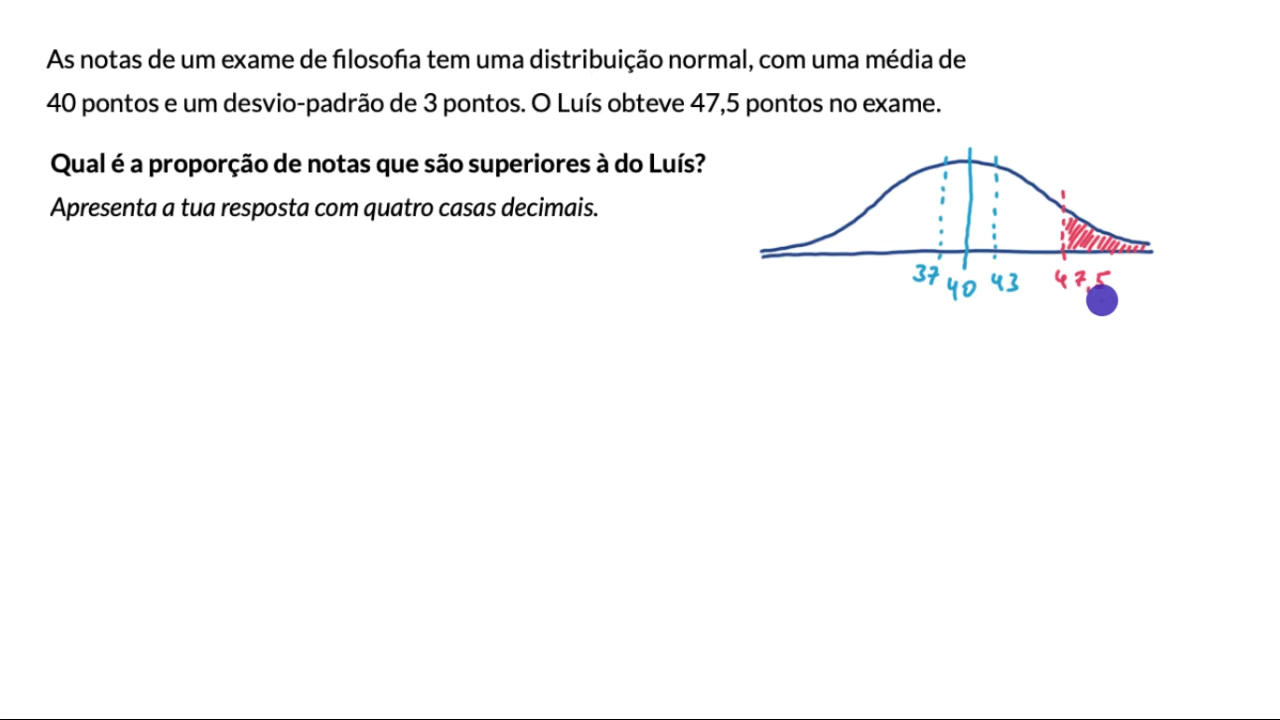 As notas de um exame de filosofia tem uma distribuição normal, com uma média de
40 pontos e um desvio-padrão de 3 pontos. O Luís obteve 47,5 pontos no exame.
Qual é a proporção de notas que são superiores à do Luís?
Apresenta a tua resposta com quatro casas decimais.
37 40 43 47,5